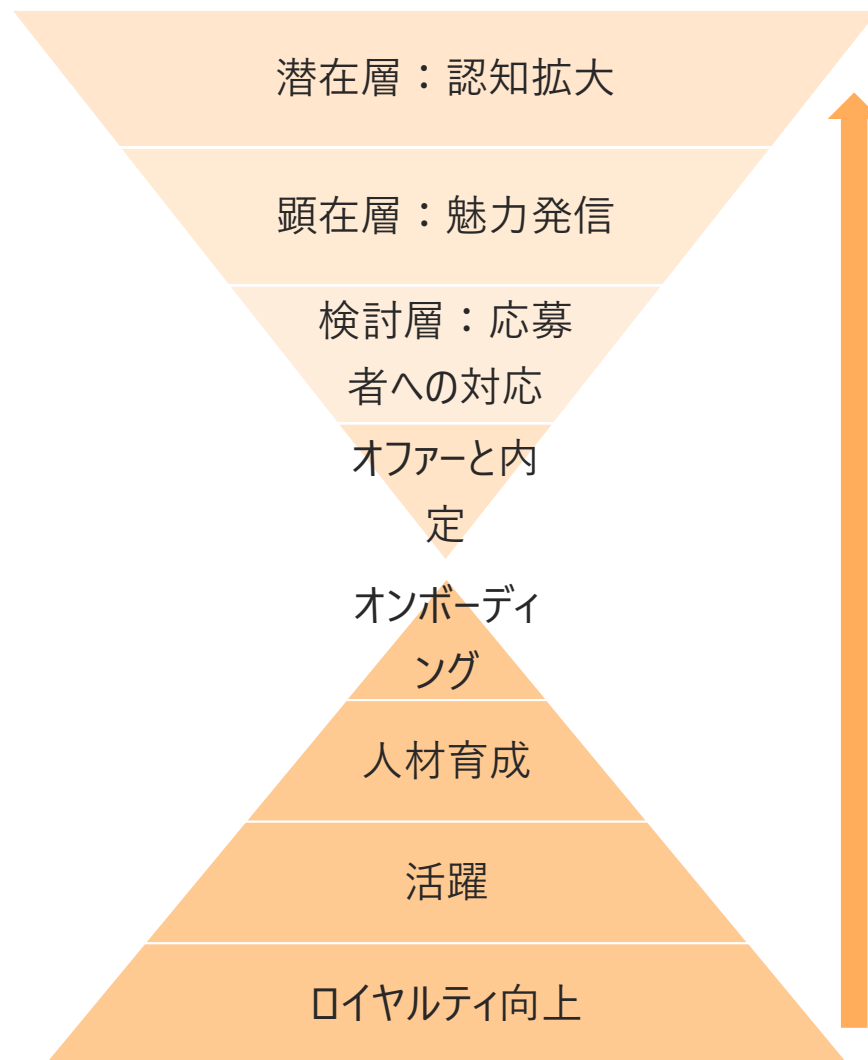 潜在層：認知拡大
顕在層：魅力発信
検討層：応募
者への対応
オファーと内
定
オンボーディ
ング
人材育成
活躍
ロイヤルティ向上